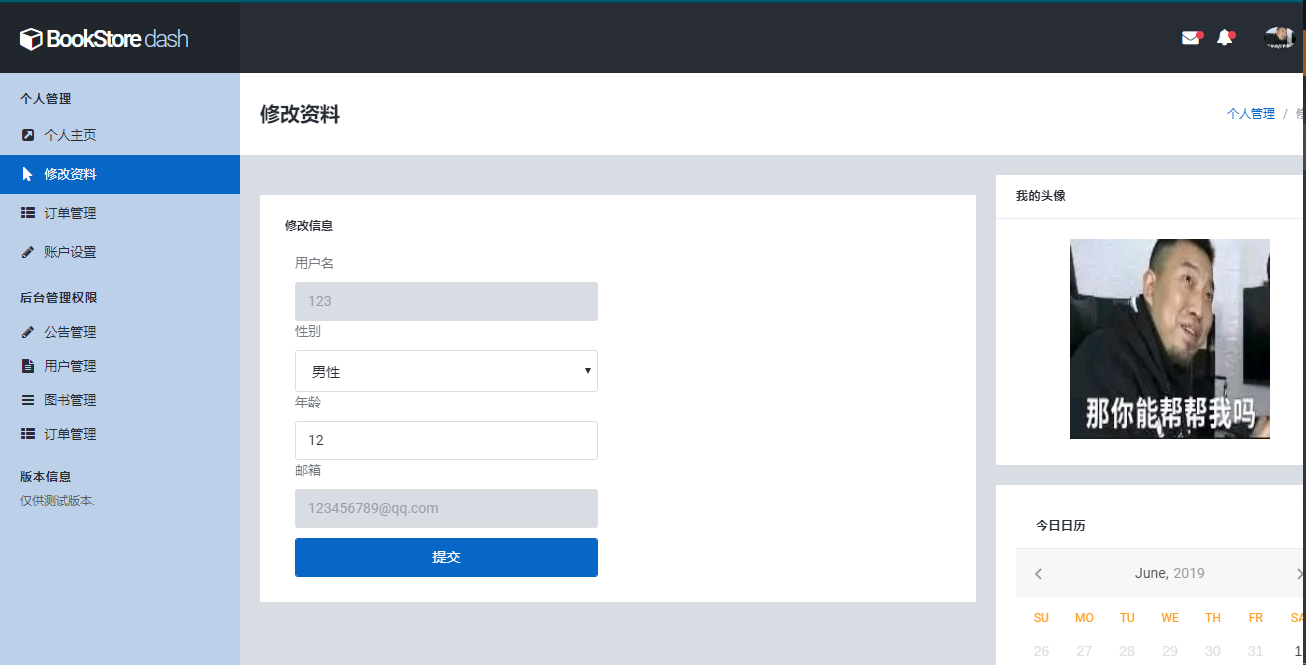 BookStore dash
个人管理
个人主页
修改资料
订单管理
账户设置
后台管理权限
公告管理
用户管理
图书管理
订单管理
版本信息
仅供测试版本.
修改资料
个人管理 /
修改信息
用户名
123
性别
男性
年龄
12
邮箱
123456789@qq.com
提交
我的头像
那你能帮帮我吗
今日日历
June, 2019
SU MO TU WE TH FR SA
26 27 28 29 30 31 1